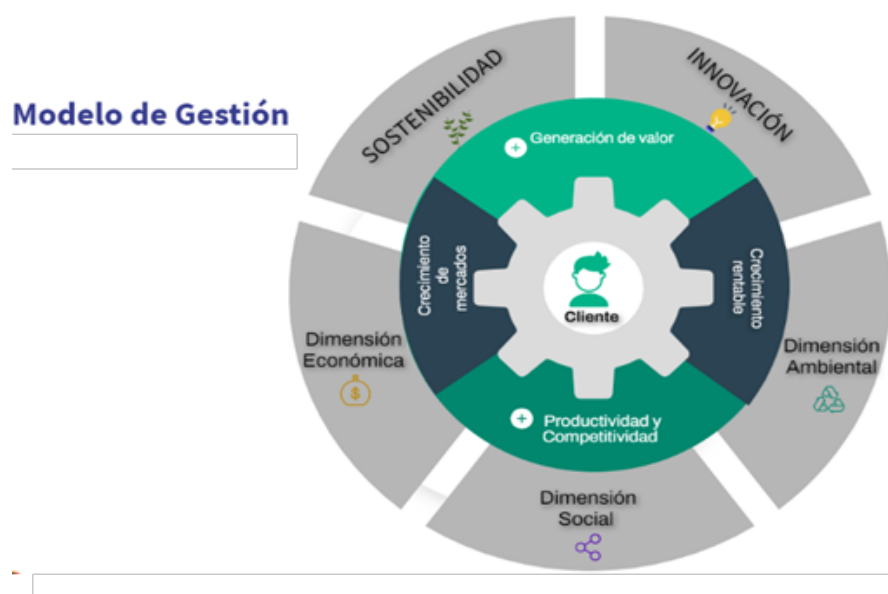 Modelo de Gestión
SOSTENIBILIDAD
INNOVACIÓN
+ Generación de valor
Crecimiento
de
mercados
Crecimiento
rentable
Cliente
Dimensión
Económica
$
Dimensión
Ambiental
+ Productividad y
Competitividad
Dimensión
Social